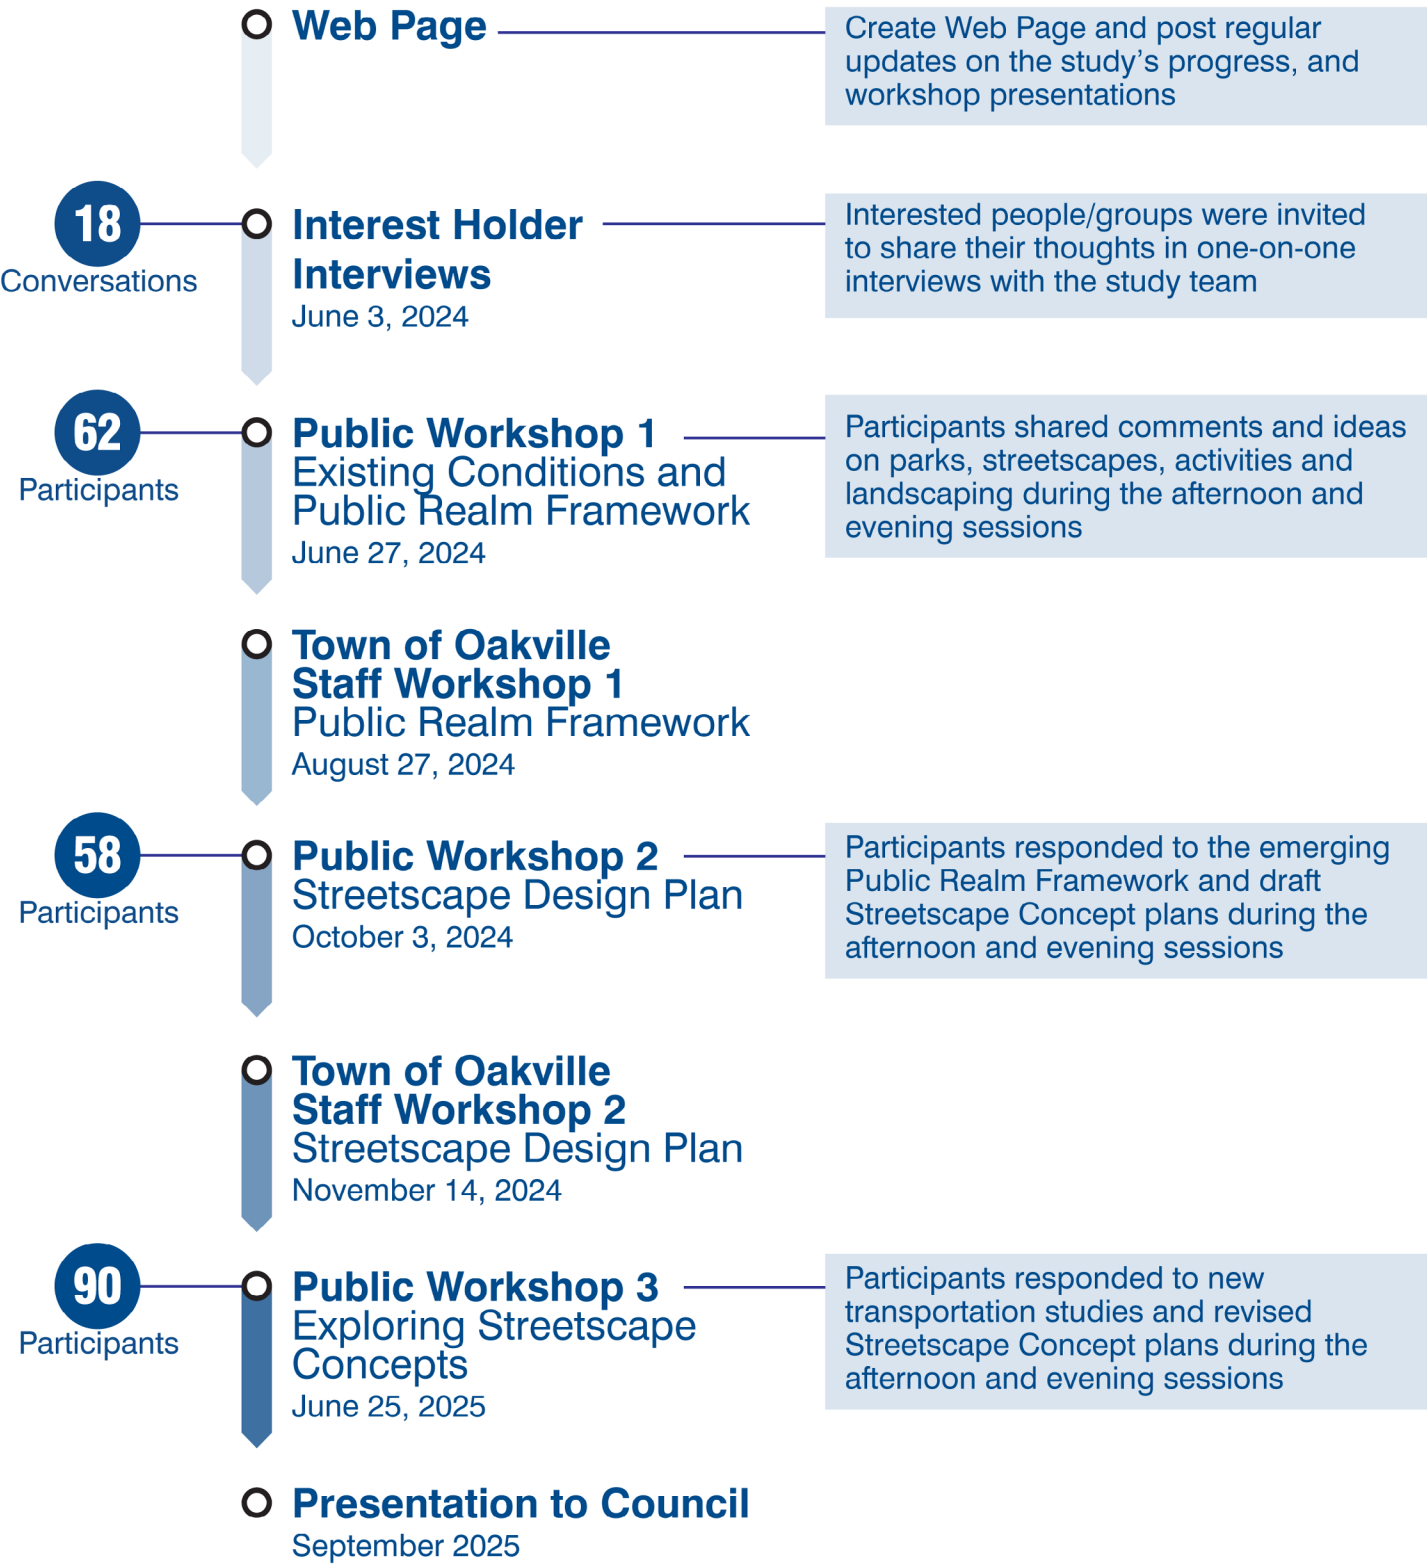 Web Page
Create Web Page and post regular
updates on the study’s progress, and
workshop presentations
18
Conversations
Interest Holder
Interviews
June 3, 2024
Interested people/groups were invited
to share their thoughts in one-on-one
interviews with the study team
62
Participants
Public Workshop 1
Existing Conditions and
Public Realm Framework
June 27, 2024
Participants shared comments and ideas
on parks, streetscapes, activities and
landscaping during the afternoon and
evening sessions
Town of Oakville
Staff Workshop 1
Public Realm Framework
August 27, 2024
58
Participants
Public Workshop 2
Streetscape Design Plan
October 3, 2024
Participants responded to the emerging
Public Realm Framework and draft
Streetscape Concept plans during the
afternoon and evening sessions
Town of Oakville
Staff Workshop 2
Streetscape Design Plan
November 14, 2024
90
Participants
Public Workshop 3
Exploring Streetscape
Concepts
June 25, 2025
Participants responded to new
transportation studies and revised
Streetscape Concept plans during the
afternoon and evening sessions
Presentation to Council
September 2025